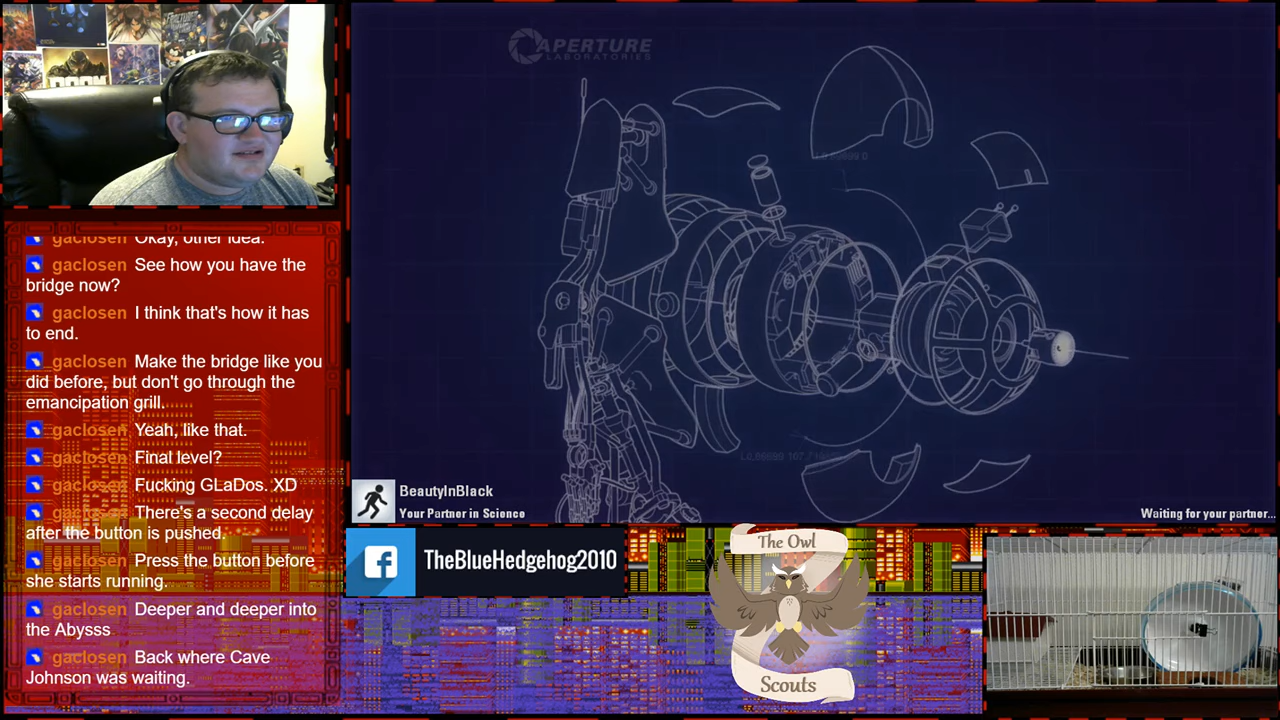 DOOM
gaclosen Okay, other idea.
gaclosen See how you have the
bridge now?
gaclosen I think that's how it has
to end.
gaclosen Make the bridge like you
did before, but don't go through the
emancipation grill.
gaclosen Yeah, like that.
gaclosen Final level?
gaclosen Fucking GLaDos. XD
gaclosen There's a second delay
after the button is pushed.
gaclosen Press the button before
she starts running.
gaclosen Deeper and deeper into
the Abysss
gaclosen Back where Cave
Johnson was waiting.
APERTURE
LABORATORIES
BeautyInBlack
Your Partner in Science
Waiting for your partner...
TheBlueHedgehog2010
The Owl
Scouts